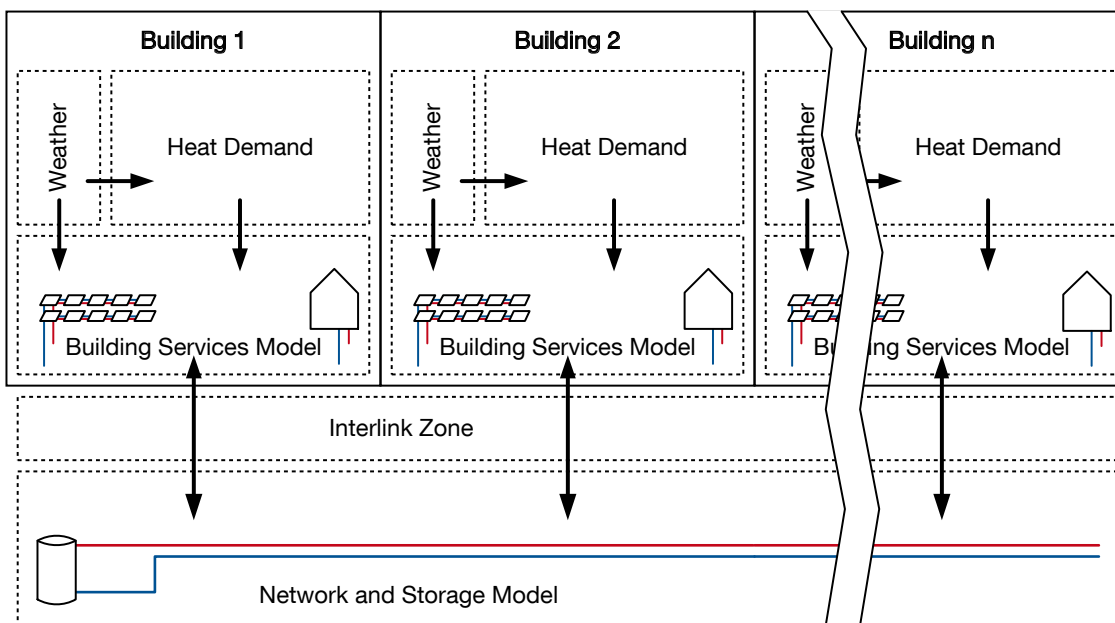 Building 1
Building 2
Building n
Weather
Heat Demand
Weather
Heat Demand
Weather
Heat Demand
Building Services Model
Building Services Model
Building Services Model
Interlink Zone
Network and Storage Model